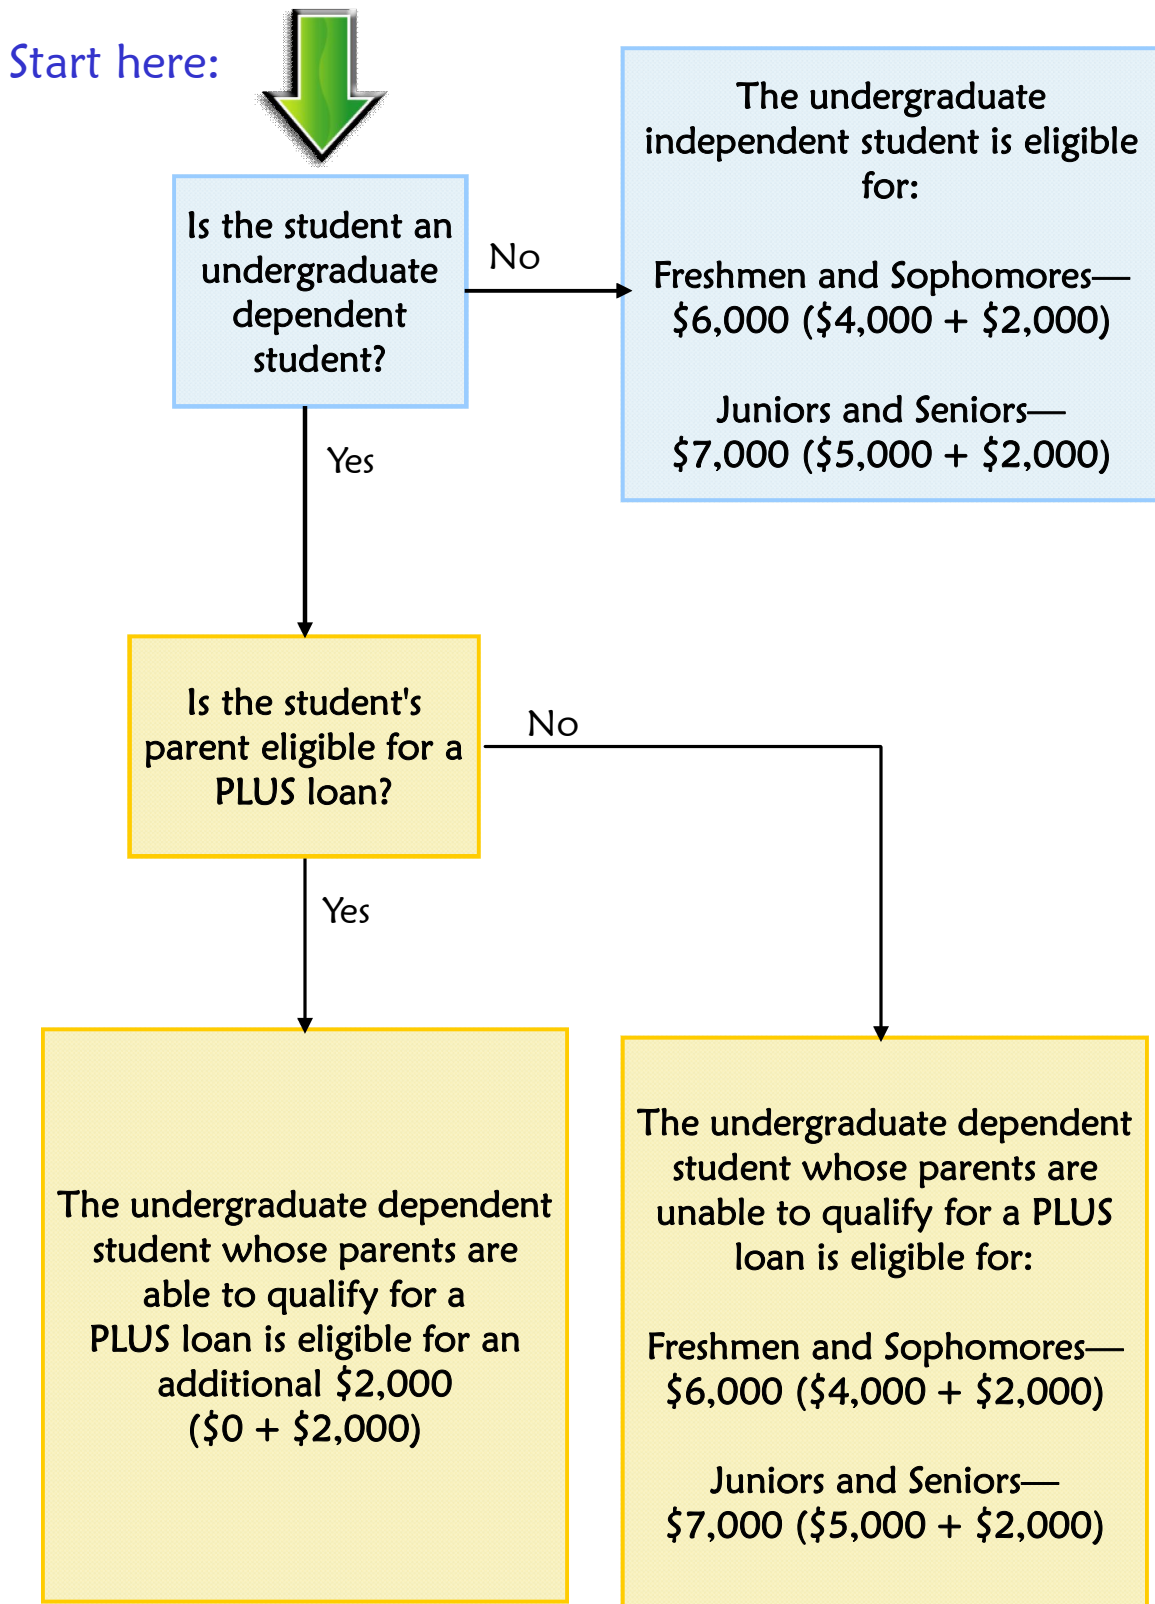 Start here:
Is the student an
undergraduate
dependent
student?
No
The undergraduate
independent student is eligible
for:
Freshmen and Sophomores—
$6,000 ($4,000 + $2,000)
Juniors and Seniors—
$7,000 ($5,000 + $2,000)
Yes
Is the student's
parent eligible for a
PLUS loan?
No
Yes
The undergraduate dependent
student whose parents are
able to qualify for a
PLUS loan is eligible for an
additional $2,000
($0 + $2,000)
The undergraduate dependent
student whose parents are
unable to qualify for a PLUS
loan is eligible for:
Freshmen and Sophomores—
$6,000 ($4,000 + $2,000)
Juniors and Seniors—
$7,000 ($5,000 + $2,000)